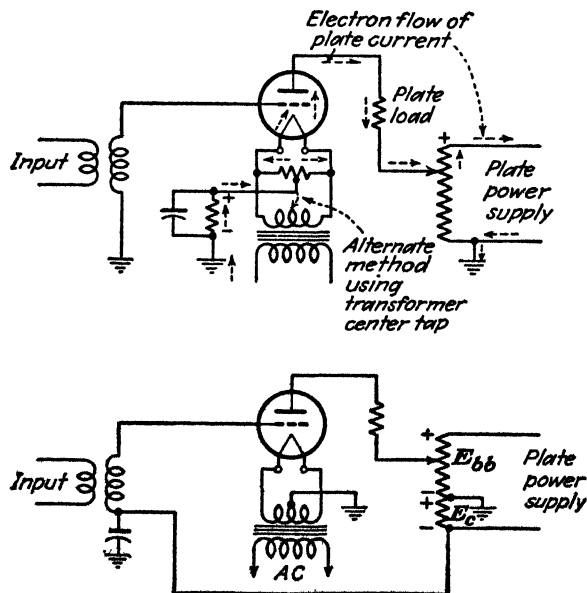 Electron flow of
plate current
Plate
load
Input
+
+
-
Plate
power
supply
Alternate
method
using
transformer
center tap
Input
+
Ebb
-
+
Ec
-
Plate
power
supply
AC